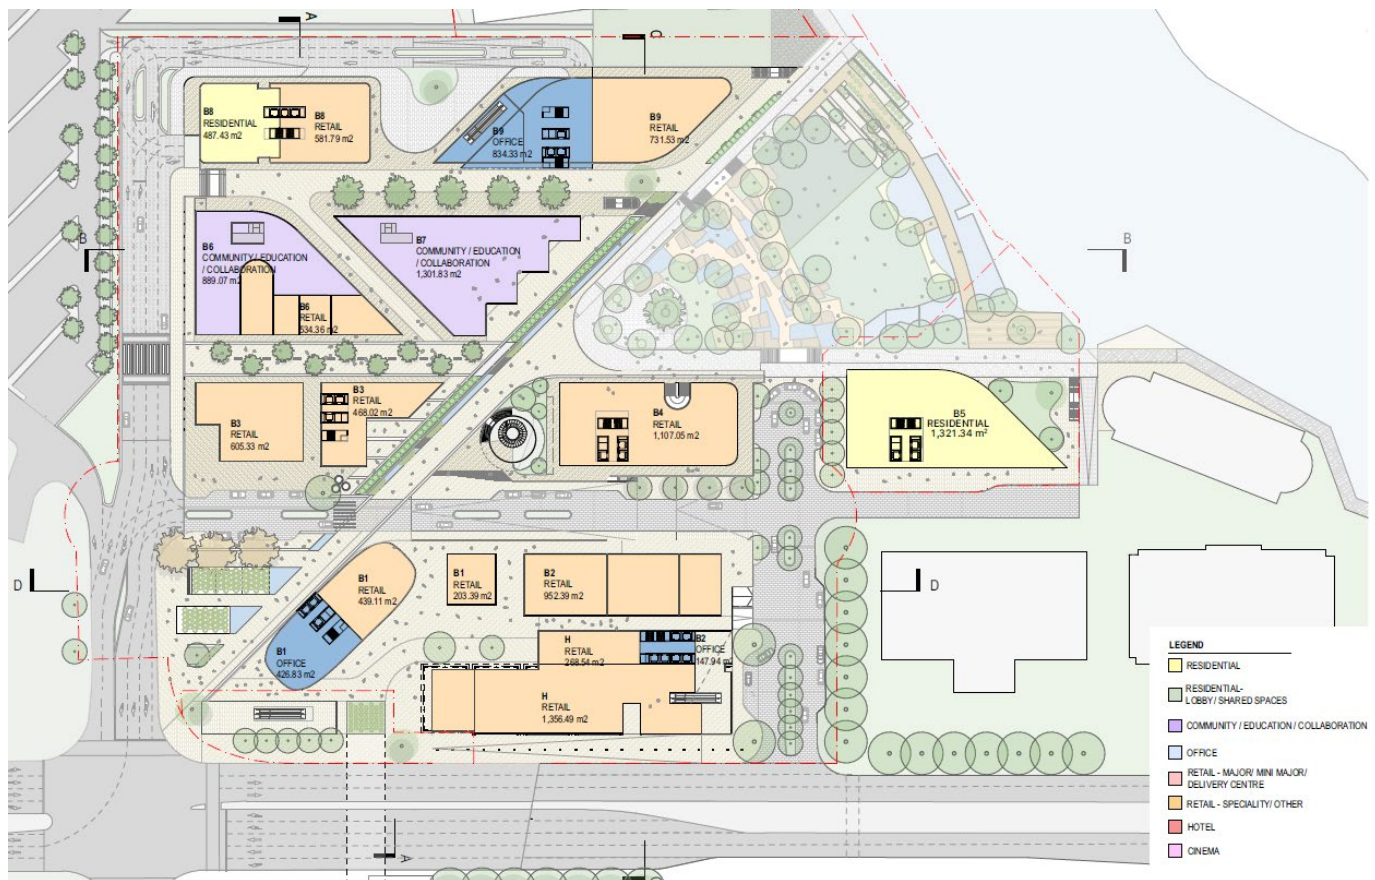 A
C
B8
RESIDENTIAL
487.43 m2
B8
RETAIL
581.79 m2
B9
OFFICE
834.33 m2
B9
RETAIL
731.53 m2
B
B
B6
COMMUNITY / EDUCATION
/ COLLABORATION
889.07 m2
B6
RETAIL
534.36 m2
B7
COMMUNITY / EDUCATION
/ COLLABORATION
1,301.83 m2
B3
RETAIL
605.33 m2
B3
RETAIL
468.02 m2
B4
RETAIL
1,107.05 m2
B5
RESIDENTIAL
1,321.34 m²
D
D
B1
RETAIL
439.11 m2
B1
RETAIL
203.39 m2
B2
RETAIL
952.39 m2
B1
OFFICE
426.83 m2
H
RETAIL
268.54 m2
B2
OFFICE
147.94 m
H
RETAIL
1,356.49 m2
A
LEGEND
RESIDENTIAL
RESIDENTIAL-
LOBBY / SHARED SPACES
COMMUNITY / EDUCATION / COLLABORATION
OFFICE
RETAIL - MAJOR/ MINI MAJOR/
DELIVERY CENTRE
RETAIL - SPECIALITY/ OTHER
HOTEL
CINEMA